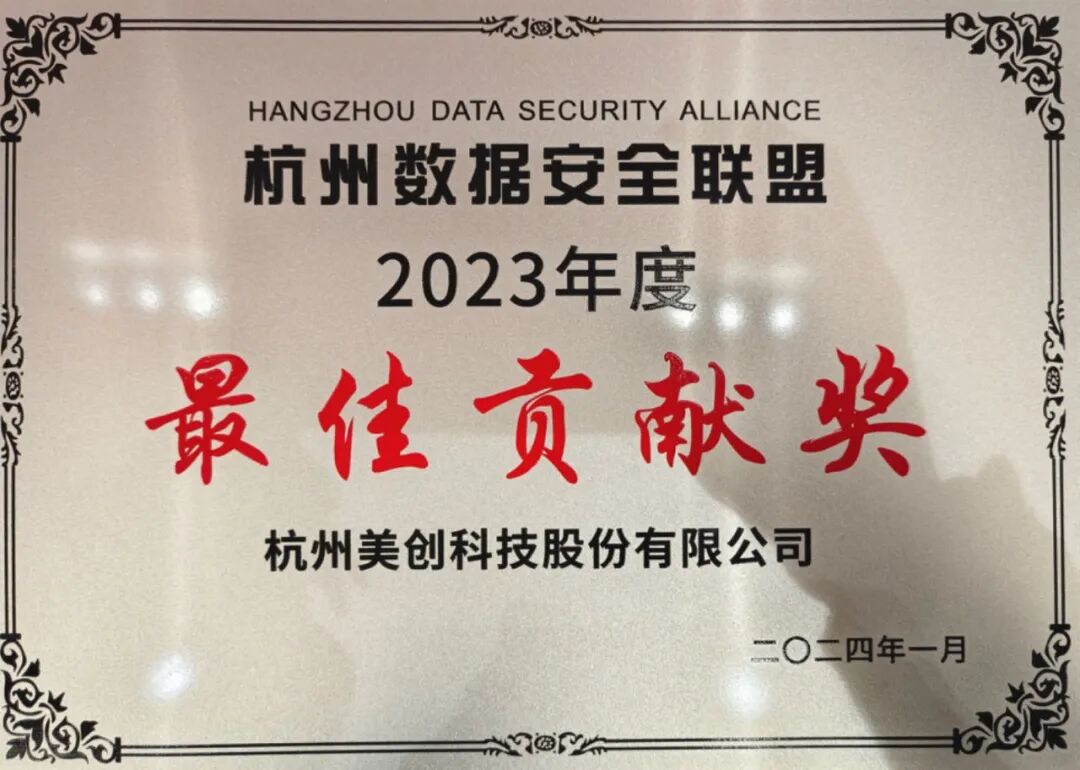 HANGZHOU DATA SECURITY ALLIANCE
杭州数据安全联盟
2023年度
最佳贡献奖
杭州美创科技股份有限公司
二〇二四年一月